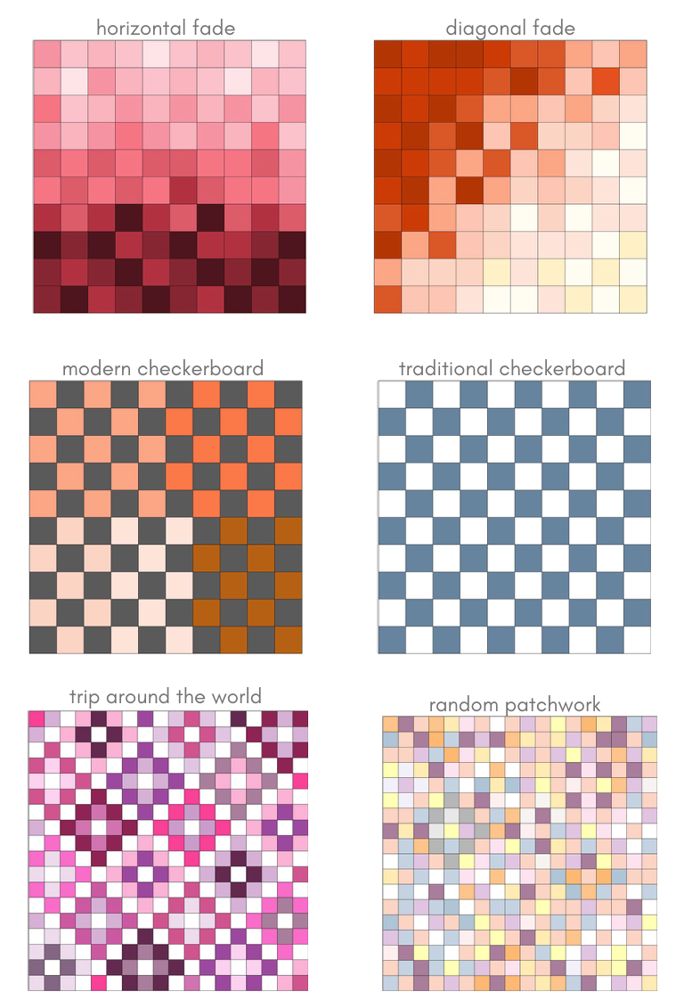 horizontal fade
diagonal fade
modern checkerboard
traditional checkerboard
trip around the world
random patchwork